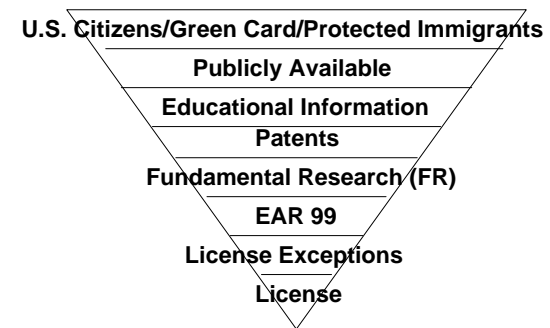 U.S. Citizens/Green Card/Protected Immigrants
Publicly Available
Educational Information
Patents
Fundamental Research (FR)
EAR 99
License Exceptions
License